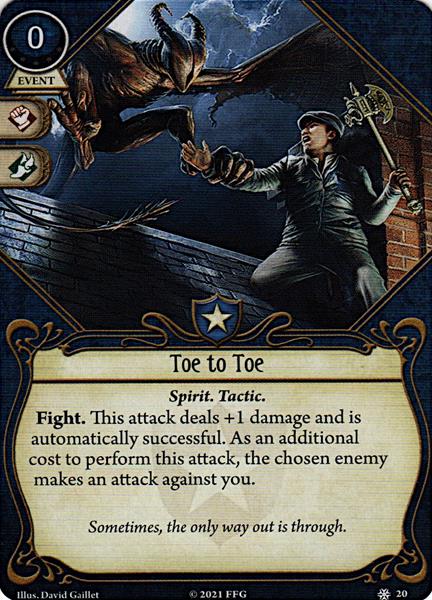 0
EVENT
Toe to Toe
Spirit. Tactic.
Fight. This attack deals +1 damage and is
automatically successful. As an additional
cost to perform this attack, the chosen enemy
makes an attack against you.
Sometimes, the only way out is through.
Illus. David Gaillet © 2021 FFG 20